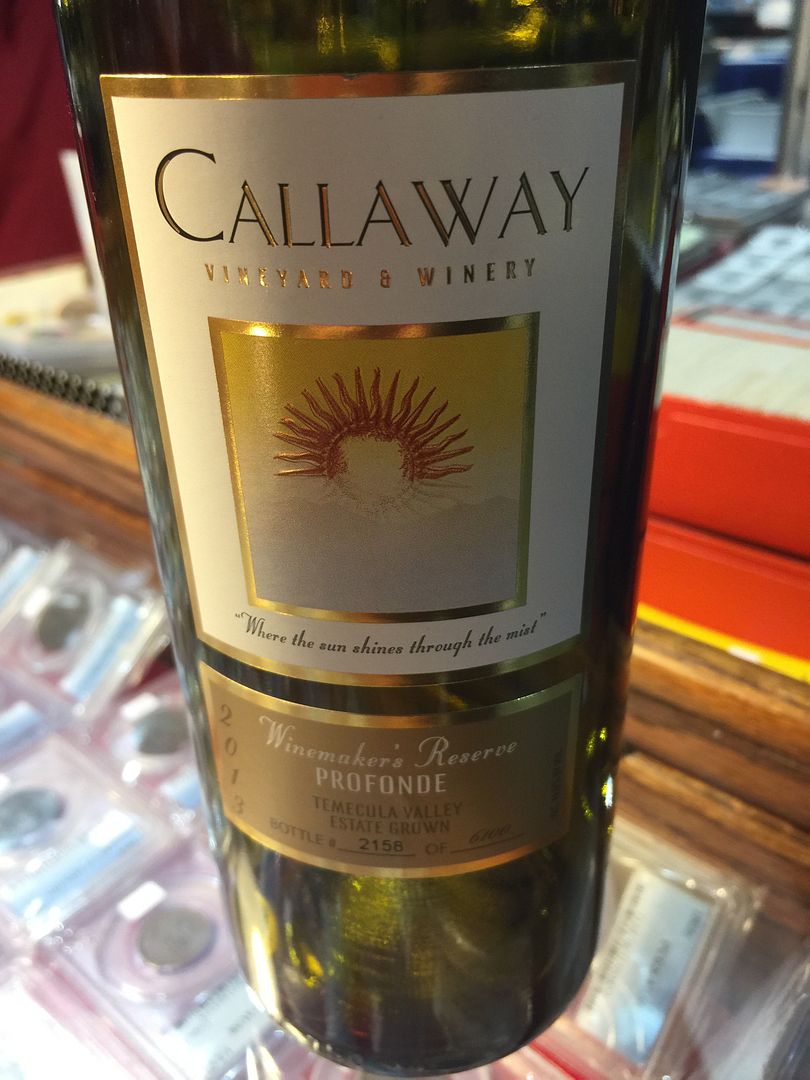 CALLAWAY
VINEYARD & WINERY
"Where the sun shines through the mist"
2013
Winemaker's Reserve
PROFONDE
TEMECULA VALLEY
ESTATE GROWN
BOTTLE # 2158 OF 6100